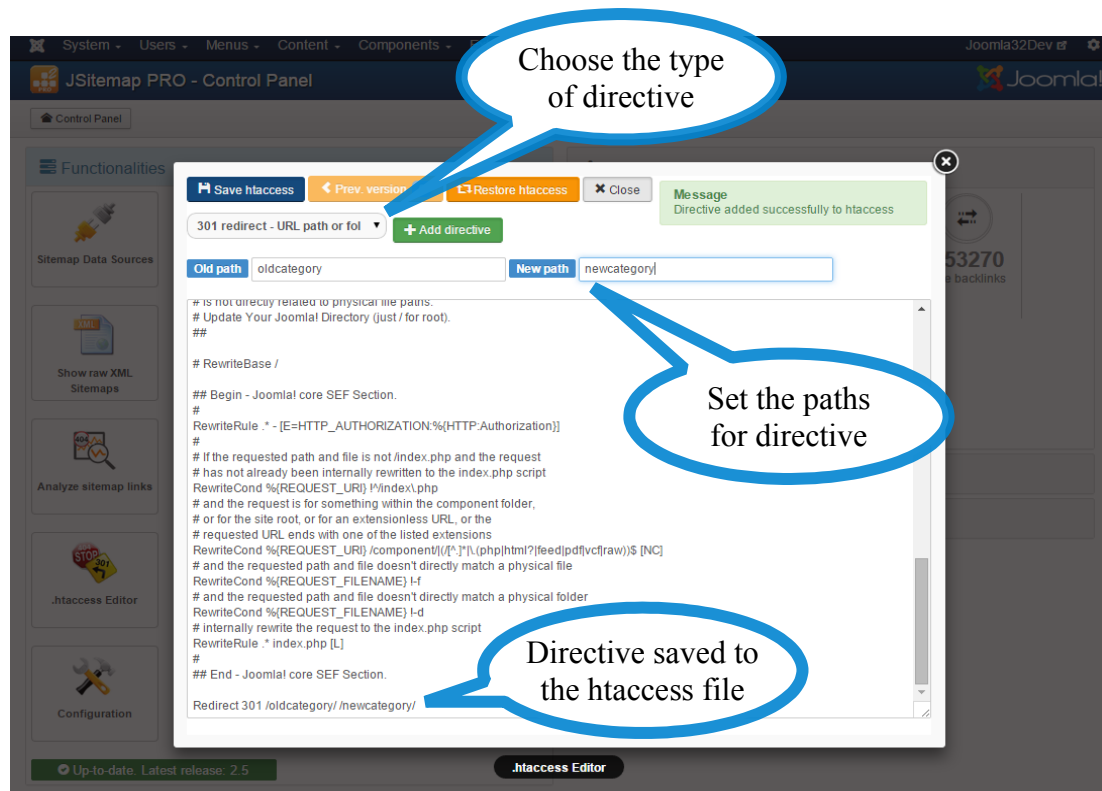 System Users Menus Content Components
Joomla32Dev
JSitemap PRO - Control Panel
Joomla!
Control Panel
Choose the type
of directive
Functionalities
Save htaccess
Prev. version
Restore htaccess
Close
Message
Directive added successfully to htaccess
301 redirect - URL path or fol
Add directive
Old path oldcategory New path newcategory
Sitemap Data Sources
53270
backlinks
# is not directly related to physical file paths.
# Update Your Joomla! Directory (just / for root).
##
# RewriteBase /
## Begin - Joomla! core SEF Section.
#
RewriteRule .* - [E=HTTP_AUTHORIZATION:%{HTTP:Authorization}]
#
# If the requested path and file is not /index.php and the request
# has not already been internally rewritten to the index.php script
RewriteCond %{REQUEST_URI} !^/index\.php
# and the request is for something within the component folder,
# or for the site root, or for an extensionless URL, or the
# requested URL ends with one of the listed extensions
RewriteCond %{REQUEST_URI} /component/|(/[^.]*|\.(php|html?|feed|pdf|vcf|raw))$ [NC]
# and the requested path and file doesn't directly match a physical file
RewriteCond %{REQUEST_FILENAME} !-f
# and the requested path and file doesn't directly match a physical folder
RewriteCond %{REQUEST_FILENAME} !-d
# internally rewrite the request to the index.php script
RewriteRule .* index.php [L]
#
## End - Joomla! core SEF Section.
Redirect 301 /oldcategory/ /newcategory/
Set the paths
for directive
Directive saved to
the htaccess file
XML
Show raw XML
Sitemaps
404
Analyze sitemap links
STOP
301
.htaccess Editor
Configuration
Up-to-date. Latest release: 2.5
.htaccess Editor